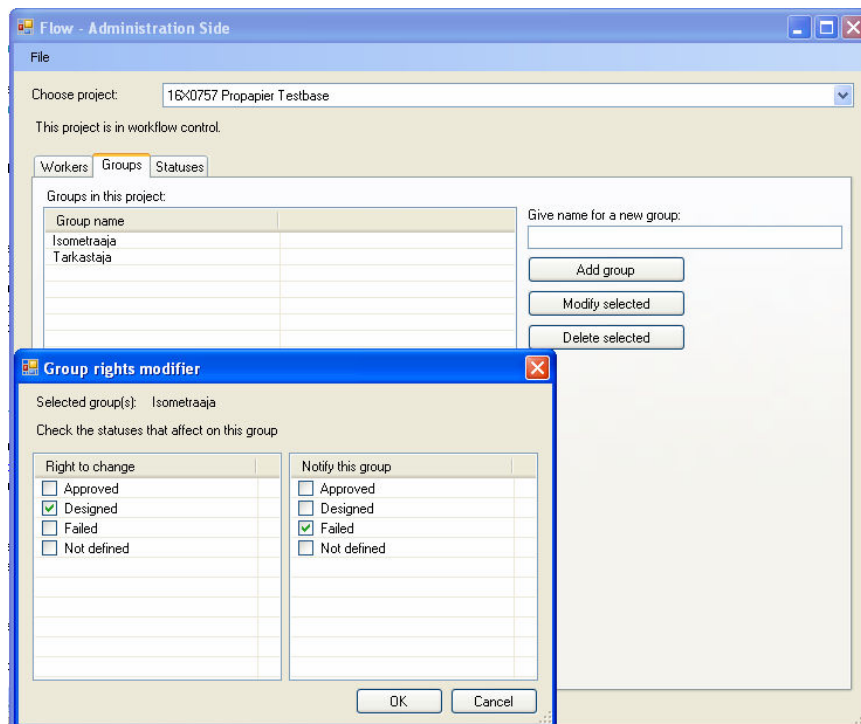 Flow - Administration Side
File
Choose project: 16X0757 Propapier Testbase
This project is in workflow control.
Workers Groups Statuses
Groups in this project:
Group name
Isometraaja
Tarkastaja
Give name for a new group:
Add group
Modify selected
Delete selected
Group rights modifier
Selected group(s): Isometraaja
Check the statuses that affect on this group
Right to change
Approved
Designed
Failed
Not defined
Notify this group
Approved
Designed
Failed
Not defined
OK Cancel